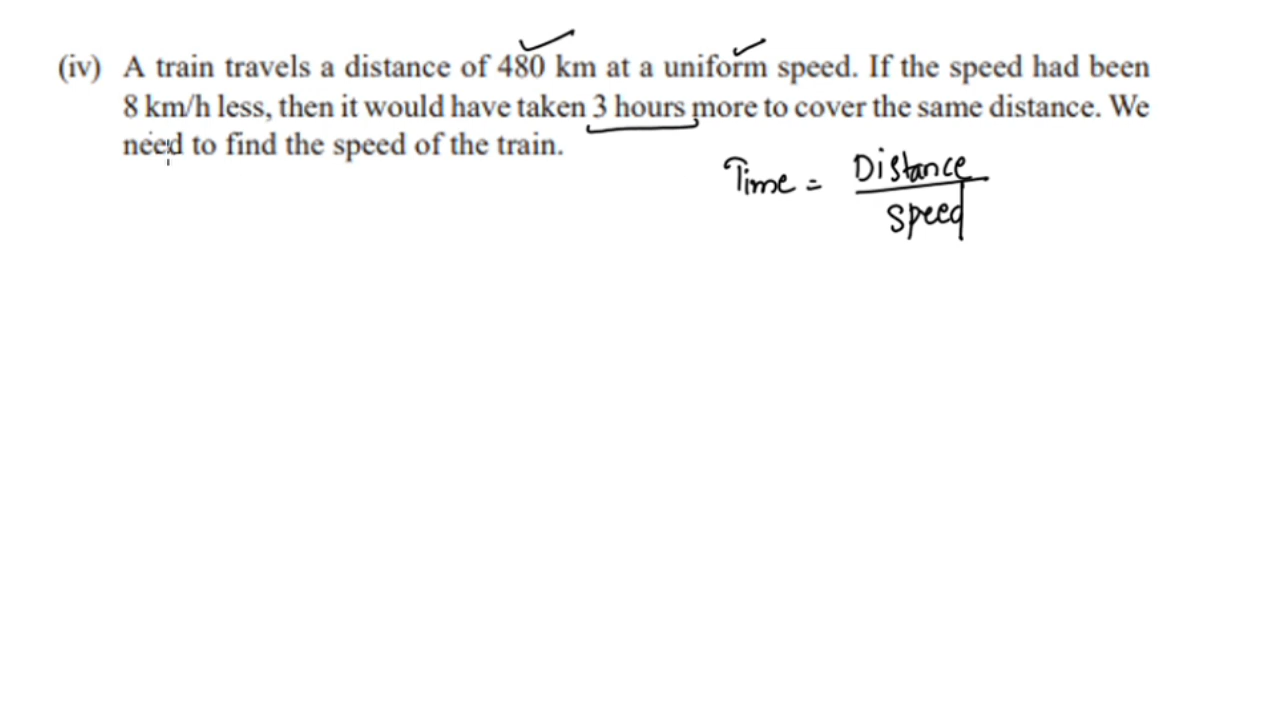 (iv) A train travels a distance of 480 km at a uniform speed. If the speed had been
8 km/h less, then it would have taken 3 hours more to cover the same distance. We
need to find the speed of the train.
Time = Distance
speed